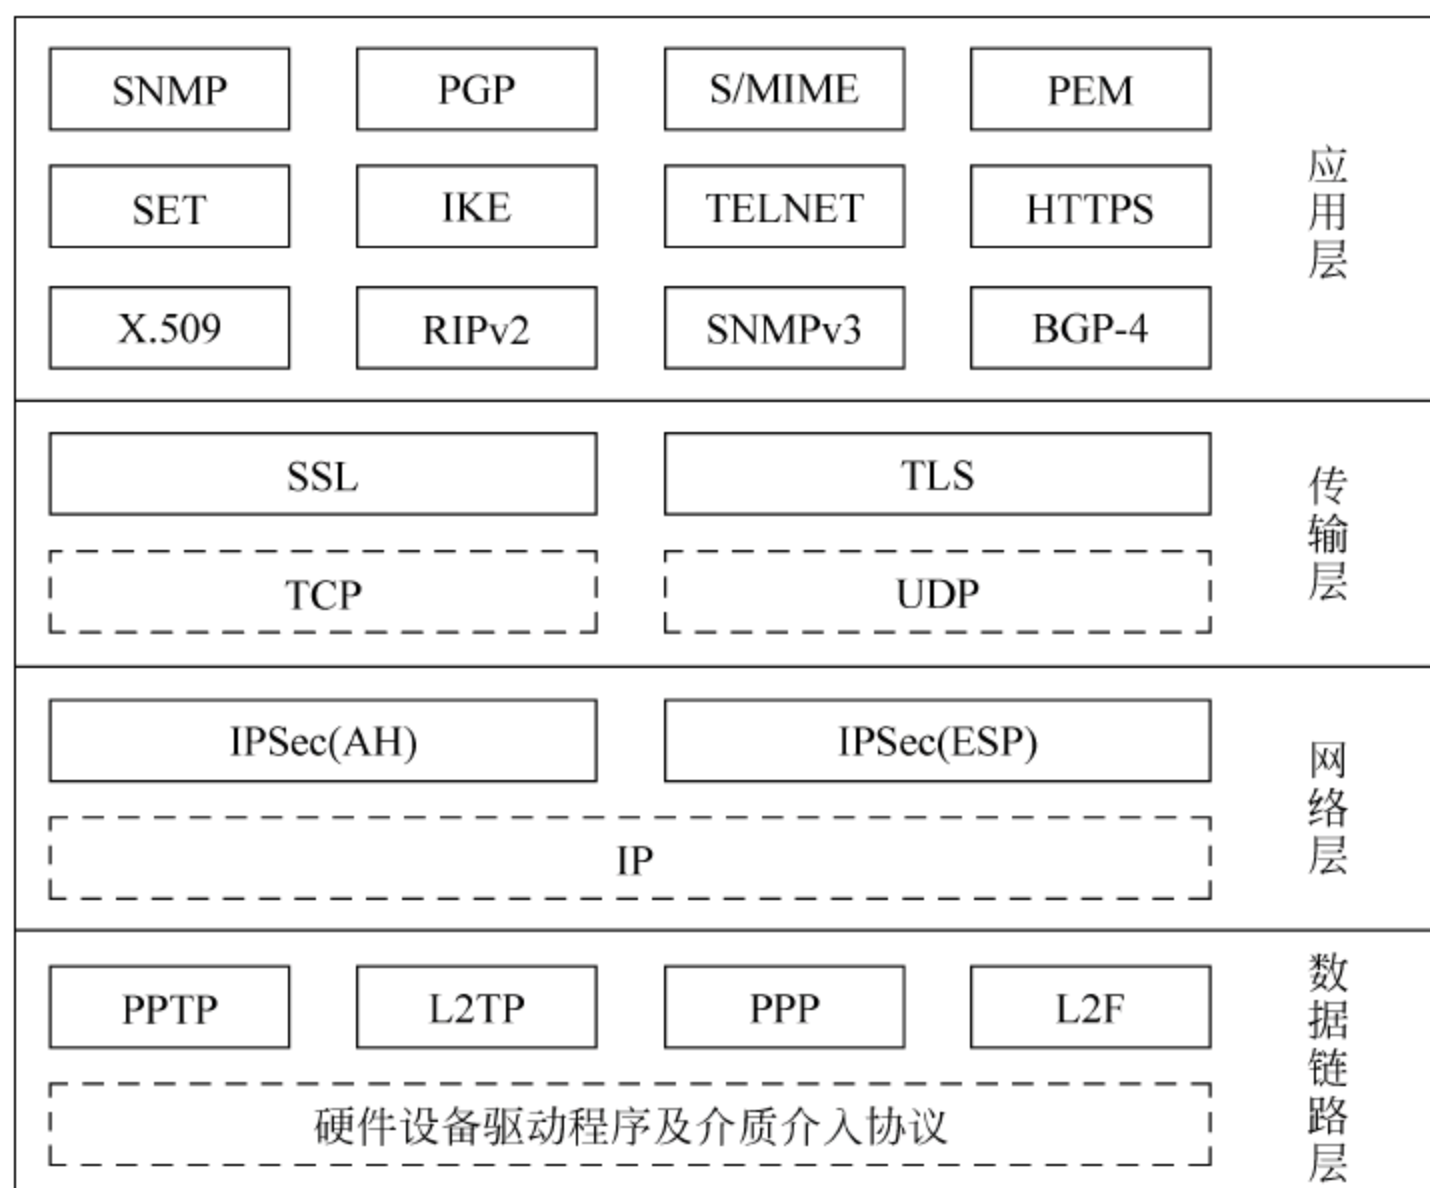 SNMP PGP S/MIME PEM
SET IKE TELNET HTTPS
X.509 RIPv2 SNMPv3 BGP-4
应用层
SSL TLS
TCP UDP
传输层
IPSec(AH) IPSec(ESP)
IP
网络层
PPTP L2TP PPP L2F
硬件设备驱动程序及介质介入协议
数据链路层